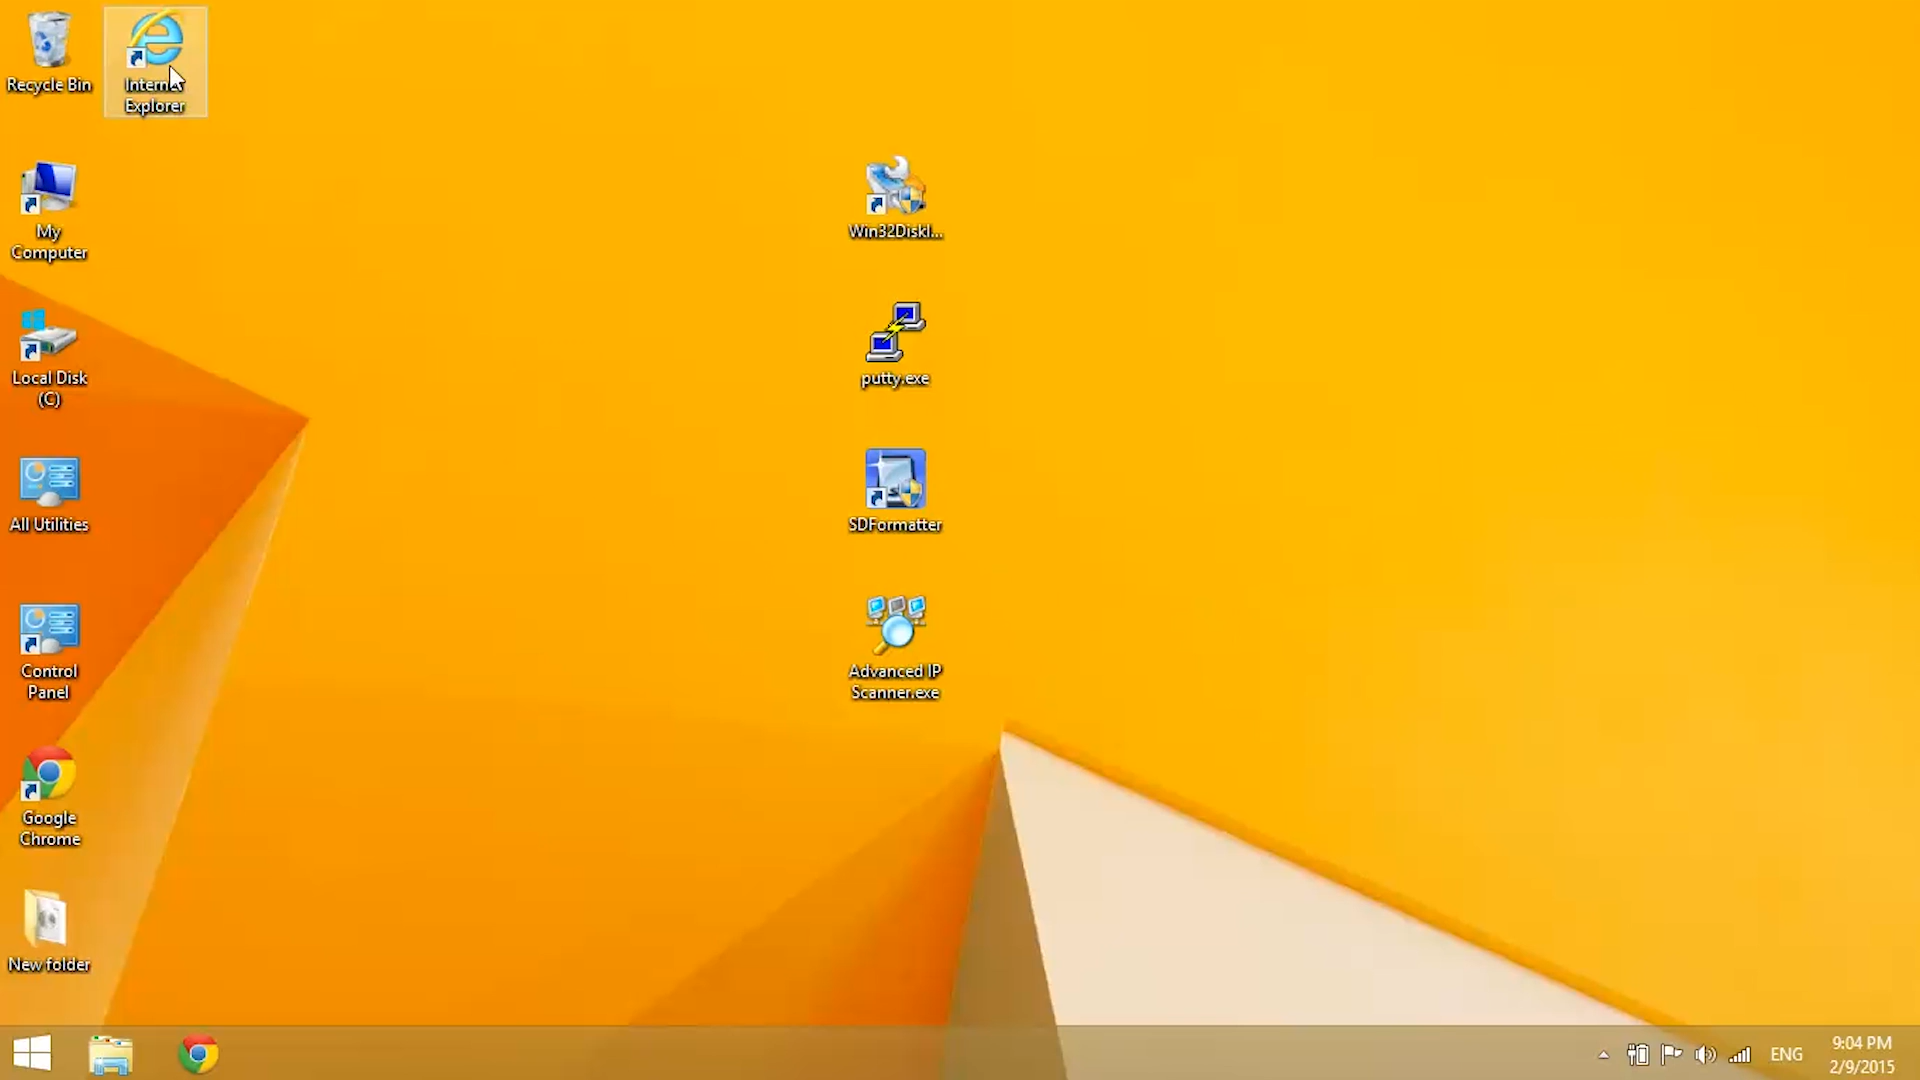 Recycle Bin
Internet
Explorer
My
Computer
Local Disk
(C)
All Utilities
Control
Panel
Google
Chrome
New folder
Win32DiskI...
putty.exe
SDFormatter
Advanced IP
Scanner.exe
ENG
9:04 PM
2/9/2015